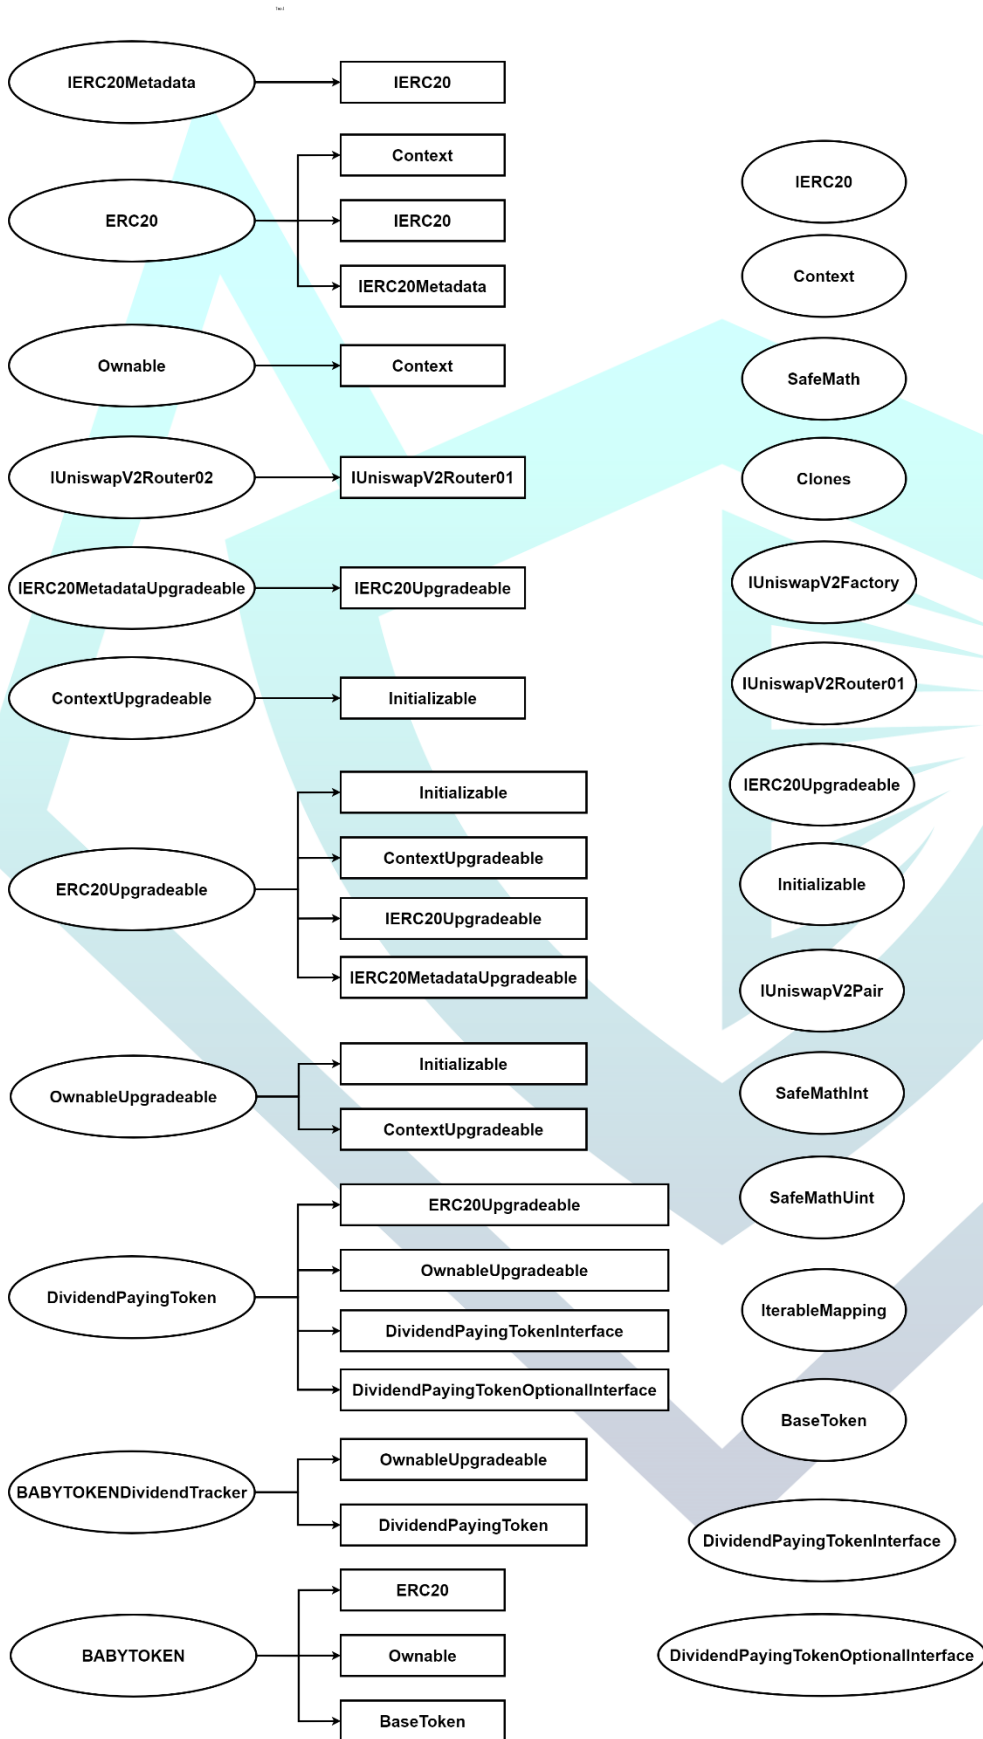 IERC20Metadata
IERC20
ERC20
Context
IERC20
IERC20Metadata
Ownable
Context
IUniswapV2Router02
IUniswapV2Router01
IERC20MetadataUpgradeable
IERC20Upgradeable
ContextUpgradeable
Initializable
ERC20Upgradeable
Initializable
ContextUpgradeable
IERC20Upgradeable
IERC20MetadataUpgradeable
OwnableUpgradeable
Initializable
ContextUpgradeable
DividendPayingToken
ERC20Upgradeable
OwnableUpgradeable
DividendPayingTokenInterface
DividendPayingTokenOptionalInterface
BABYTOKENDividendTracker
OwnableUpgradeable
DividendPayingToken
BABYTOKEN
ERC20
Ownable
BaseToken
IERC20
Context
SafeMath
Clones
IUniswapV2Factory
IUniswapV2Router01
IERC20Upgradeable
Initializable
IUniswapV2Pair
SafeMathInt
SafeMathUint
IterableMapping
BaseToken
DividendPayingTokenInterface
DividendPayingTokenOptionalInterface